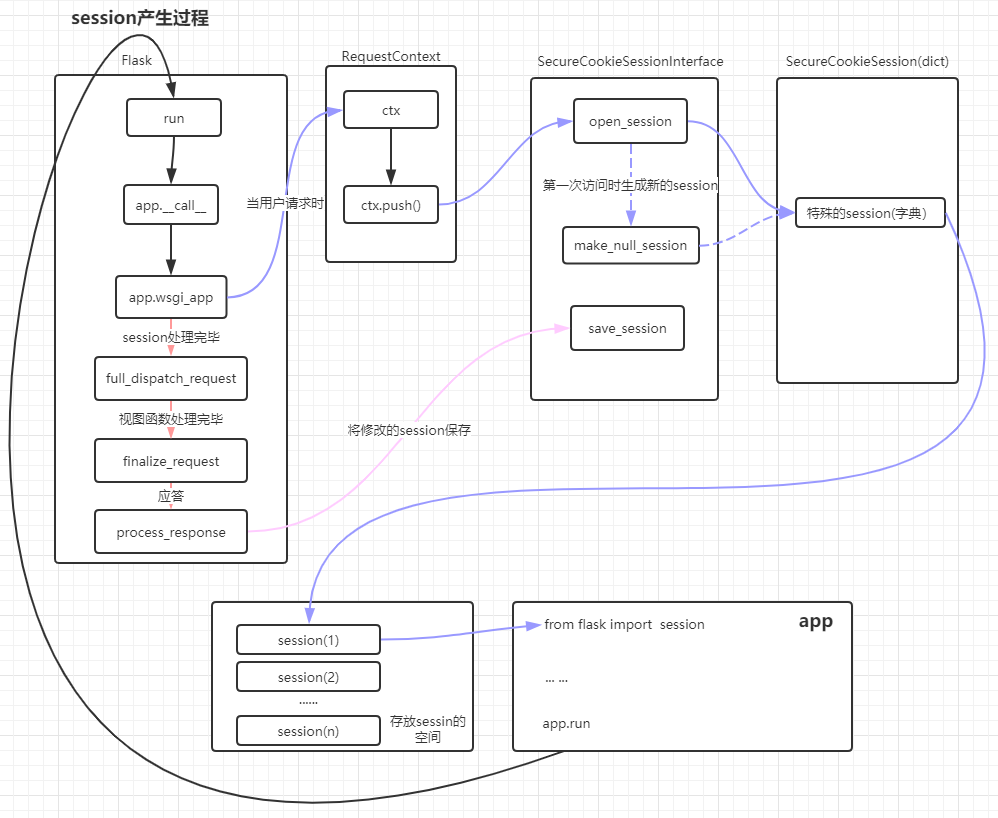 session产生过程
Flask
run
app.__call__
app.wsgi_app
session处理完毕
full_dispatch_request
视图函数处理完毕
finalize_request
应答
process_response
当用户请求时
RequestContext
ctx
ctx.push()
SecureCookieSessionInterface
open_session
第一次访问时生成新的session
make_null_session
save_session
将修改的session保存
SecureCookieSession(dict)
特殊的session(字典)
session(1)
session(2)
......
session(n)
存放sessin的
空间
app
from flask import session
... ...
app.run